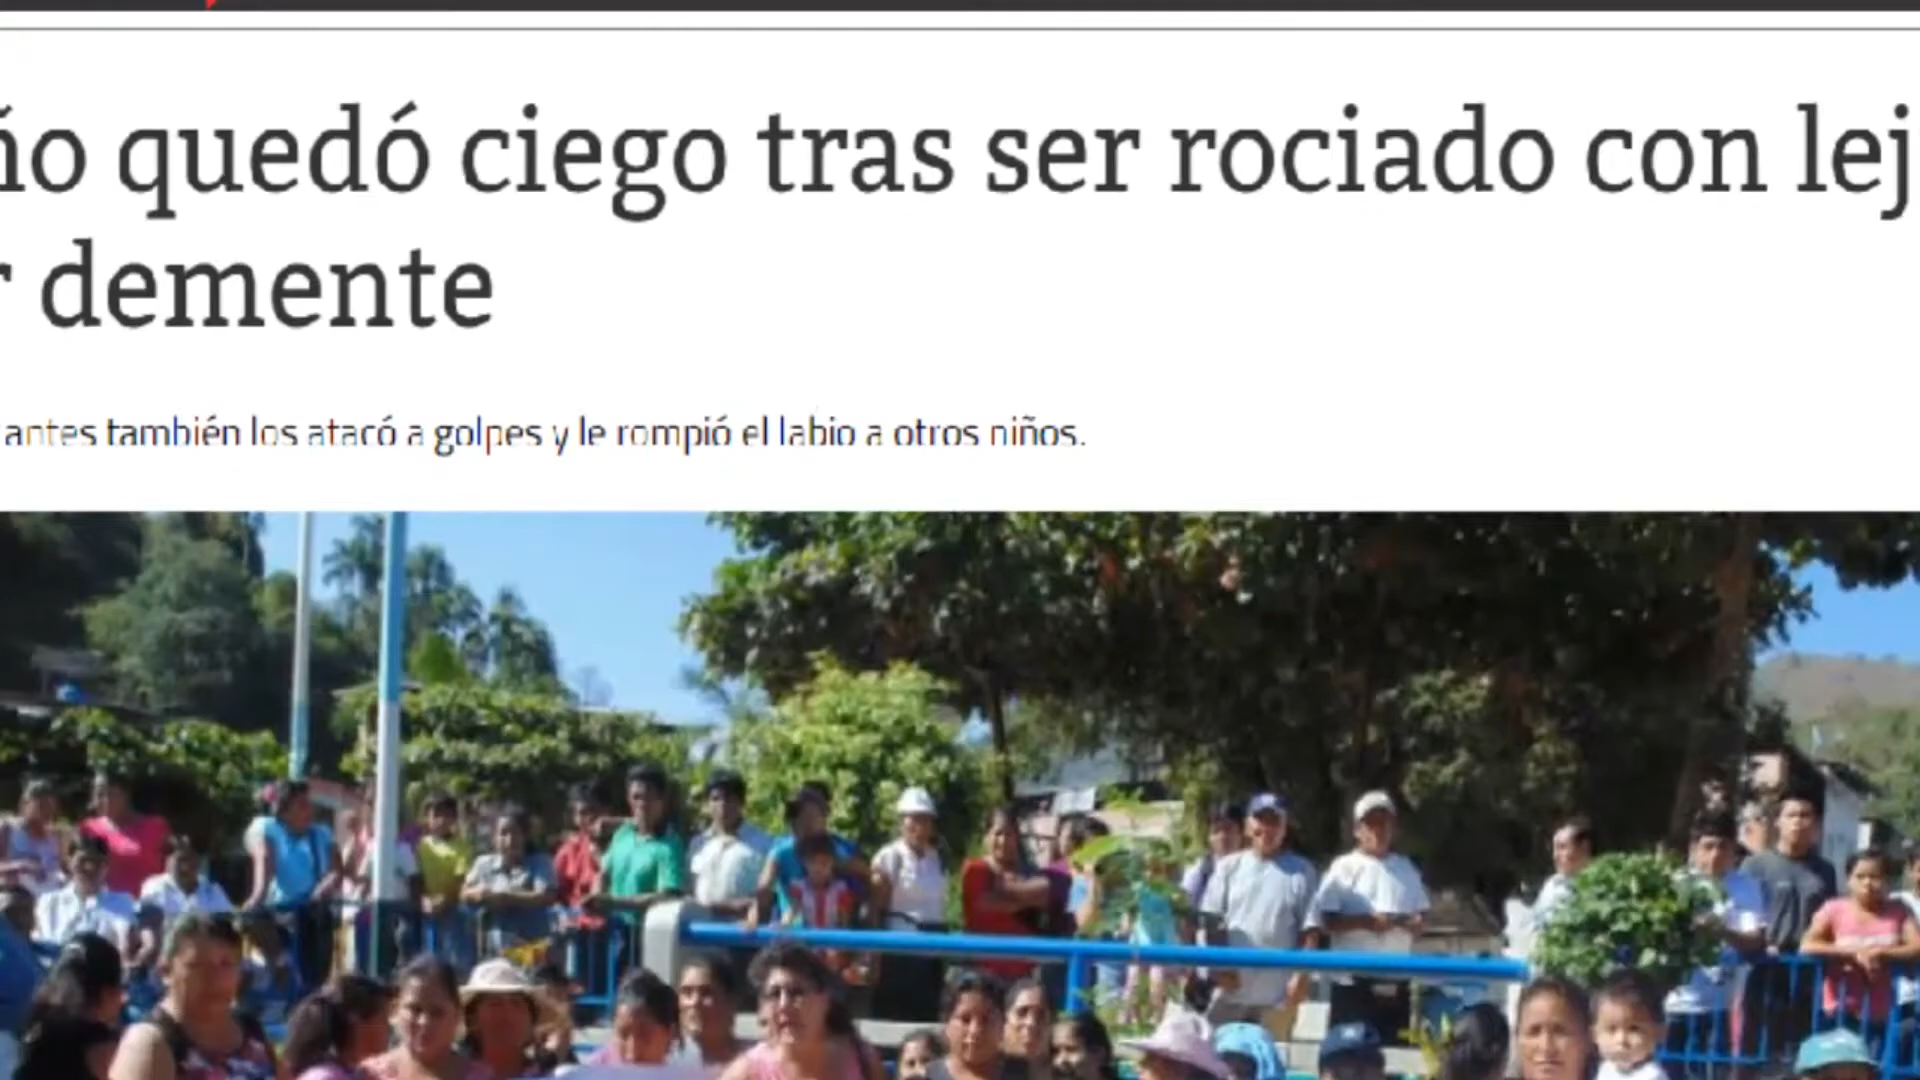 ño quedó ciego tras ser rociado con lej
r demente
antes también los atacó a golpes y le rompió el labio a otros niños.